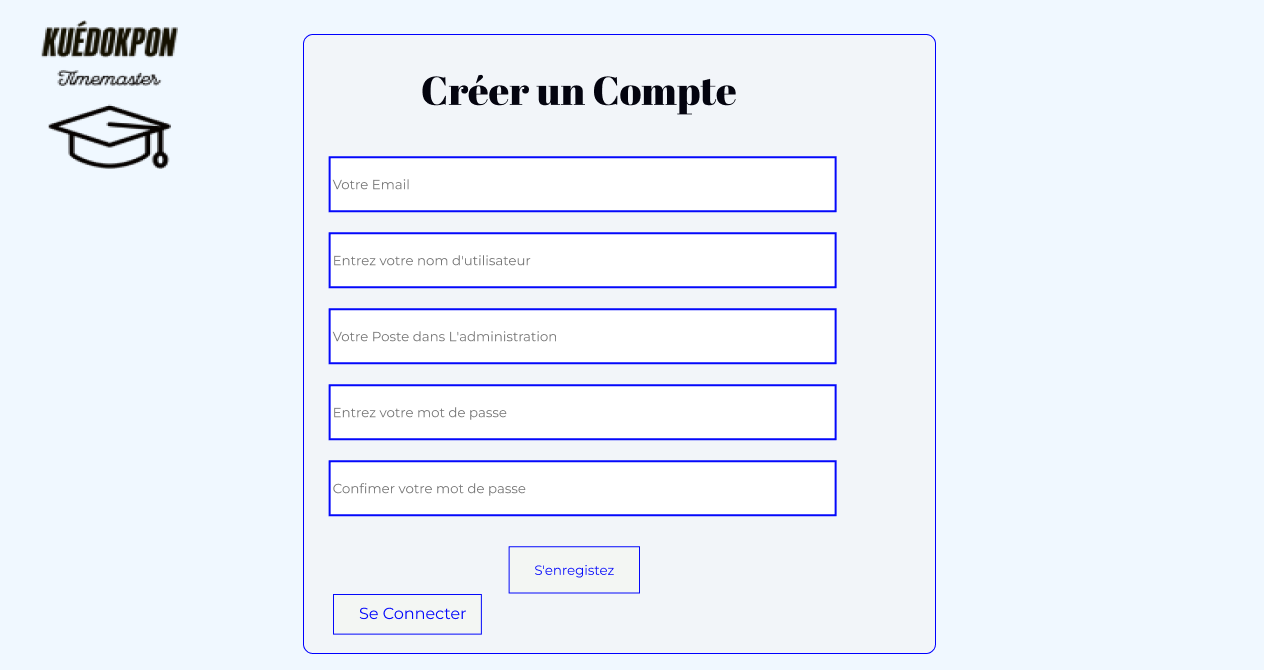 KUÉDOKPON
Timemaster
Créer un Compte
Votre Email
Entrez votre nom d'utilisateur
Votre Poste dans L'administration
Entrez votre mot de passe
Confimer votre mot de passe
S'enregistez
Se Connecter